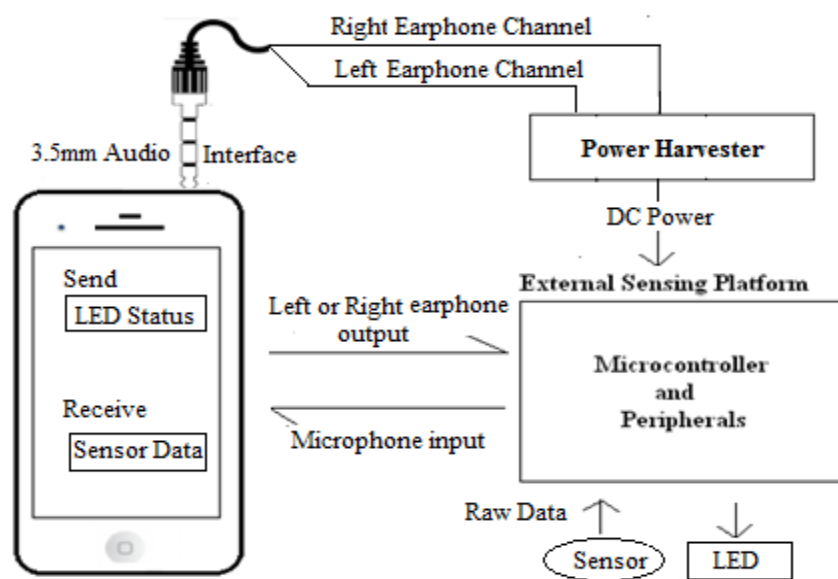 Right Earphone Channel
Left Earphone Channel
3.5mm Audio Interface
Power Harvester
DC Power
External Sensing Platform
Send
LED Status
Left or Right earphone
output
Microcontroller
and
Peripherals
Receive
Sensor Data
Microphone input
Raw Data
Sensor
LED